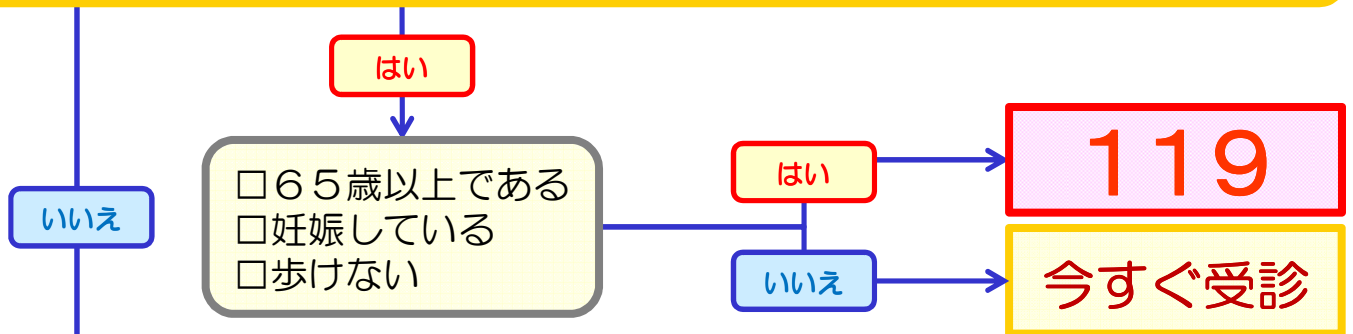 はい
□６５歳以上である
□妊娠している
□歩けない
はい
１１９
いいえ
いいえ
今すぐ受診